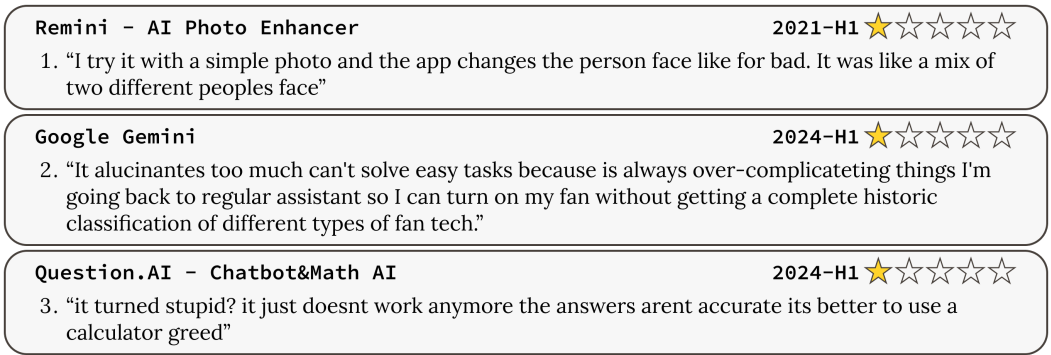 Remini - AI Photo Enhancer 2021-H1
1. “I try it with a simple photo and the app changes the person face like for bad. It was like a mix of
two different peoples face”
Google Gemini 2024-H1
2. “It alucinantes too much can't solve easy tasks because is always over-complicateting things I'm
going back to regular assistant so I can turn on my fan without getting a complete historic
classification of different types of fan tech.”
Question.AI - Chatbot&Math AI 2024-H1
3. “it turned stupid? it just doesnt work anymore the answers arent accurate its better to use a
calculator greed”